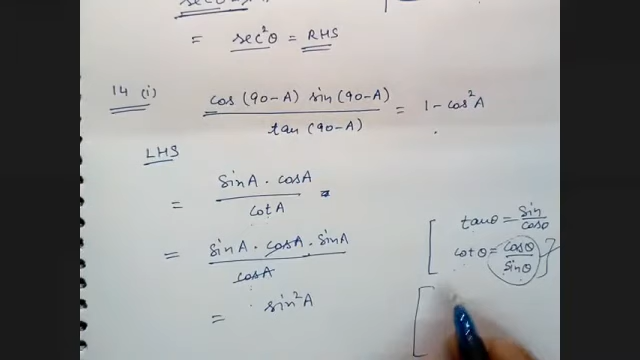 = sec²θ = RHS
14 (i) cos (90-A) sin (90-A) / tan (90-A) = 1 - cos²A
LHS
= sinA . cosA / cotA
= sinA . cosA . sinA / cosA
= sin²A
[ tanθ = sin / cosθ
cotθ = cosθ / sinθ ]
[